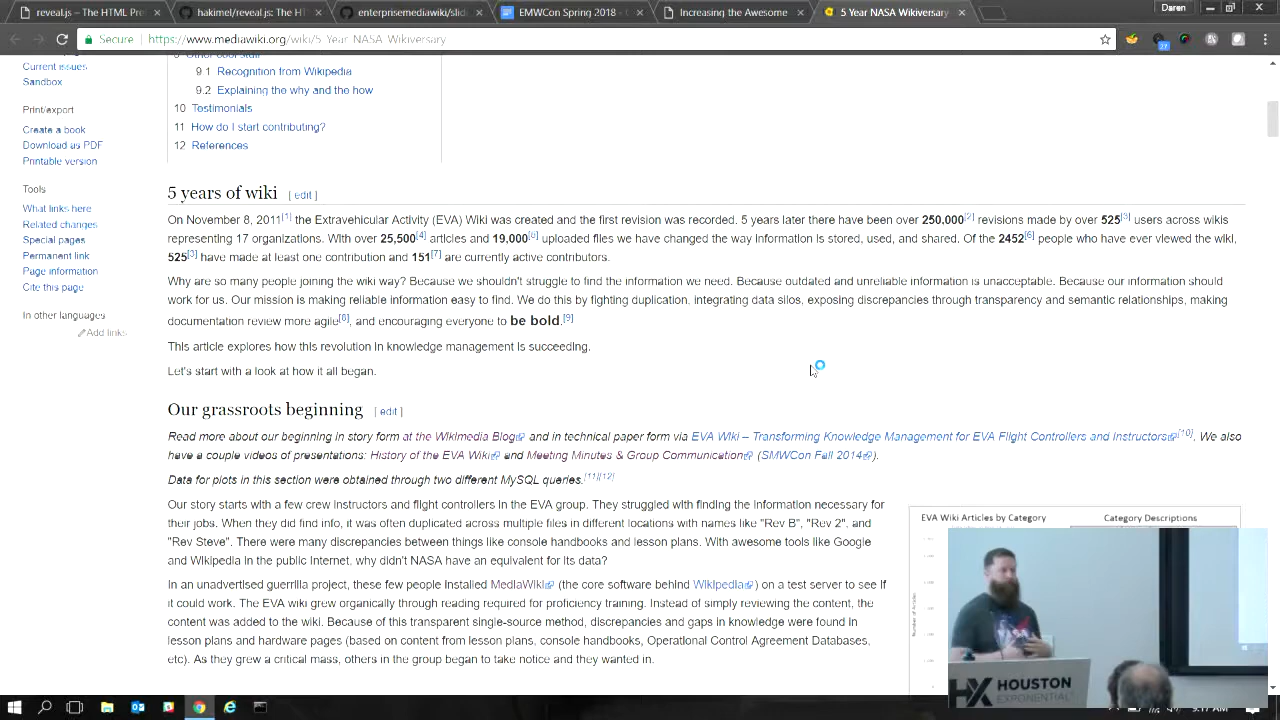 reveal.js – The HTML Pre
hakimel/reveal.js: The H
enterprisemediawiki/slid
EMWCon Spring 2018 -
Increasing the Awesome
5 Year NASA Wikiversary
Daren
Secure
https://www.mediawiki.org/wiki/5_Year_NASA_Wikiversary
Current issues
Sandbox
Print/export
Create a book
Download as PDF
Printable version
Tools
What links here
Related changes
Special pages
Permanent link
Page information
Cite this page
In other languages
Add links
9.1 Recognition from Wikipedia
9.2 Explaining the why and the how
10 Testimonials
11 How do I start contributing?
12 References
5 years of wiki [ edit ]
On November 8, 2011[1] the Extravehicular Activity (EVA) Wiki was created and the first revision was recorded. 5 years later there have been over 250,000[2] revisions made by over 525[3] users across wikis
representing 17 organizations. With over 25,500[4] articles and 19,000[5] uploaded files we have changed the way information is stored, used, and shared. Of the 2452[6] people who have ever viewed the wiki,
525[3] have made at least one contribution and 151[7] are currently active contributors.
Why are so many people joining the wiki way? Because we shouldn't struggle to find the information we need. Because outdated and unreliable information is unacceptable. Because our information should
work for us. Our mission is making reliable information easy to find. We do this by fighting duplication, integrating data silos, exposing discrepancies through transparency and semantic relationships, making
documentation review more agile[8], and encouraging everyone to be bold.[9]
This article explores how this revolution in knowledge management is succeeding.
Let's start with a look at how it all began.
Our grassroots beginning [ edit ]
Read more about our beginning in story form at the Wikimedia Blog and in technical paper form via EVA Wiki – Transforming Knowledge Management for EVA Flight Controllers and Instructors[10]. We also
have a couple videos of presentations: History of the EVA Wiki and Meeting Minutes & Group Communication (SMWCon Fall 2014).
Data for plots in this section were obtained through two different MySQL queries.[11][12]
Our story starts with a few crew instructors and flight controllers in the EVA group. They struggled with finding the information necessary for
their jobs. When they did find info, it was often duplicated across multiple files in different locations with names like "Rev B", "Rev 2", and
"Rev Steve". There were many discrepancies between things like console handbooks and lesson plans. With awesome tools like Google
and Wikipedia in the public Internet, why didn't NASA have an equivalent for its data?
In an unadvertised guerrilla project, these few people installed MediaWiki (the core software behind Wikipedia) on a test server to see if
it could work. The EVA wiki grew organically through reading required for proficiency training. Instead of simply reviewing the content, the
content was added to the wiki. Because of this transparent single-source method, discrepancies and gaps in knowledge were found in
lesson plans and hardware pages (based on content from lesson plans, console handbooks, Operational Control Agreement Databases,
etc). As they grew a critical mass, others in the group began to take notice and they wanted in.
EVA Wiki Articles by Category
Category Descriptions
Number of Articles
HX HOUSTON
EXPONENTIAL